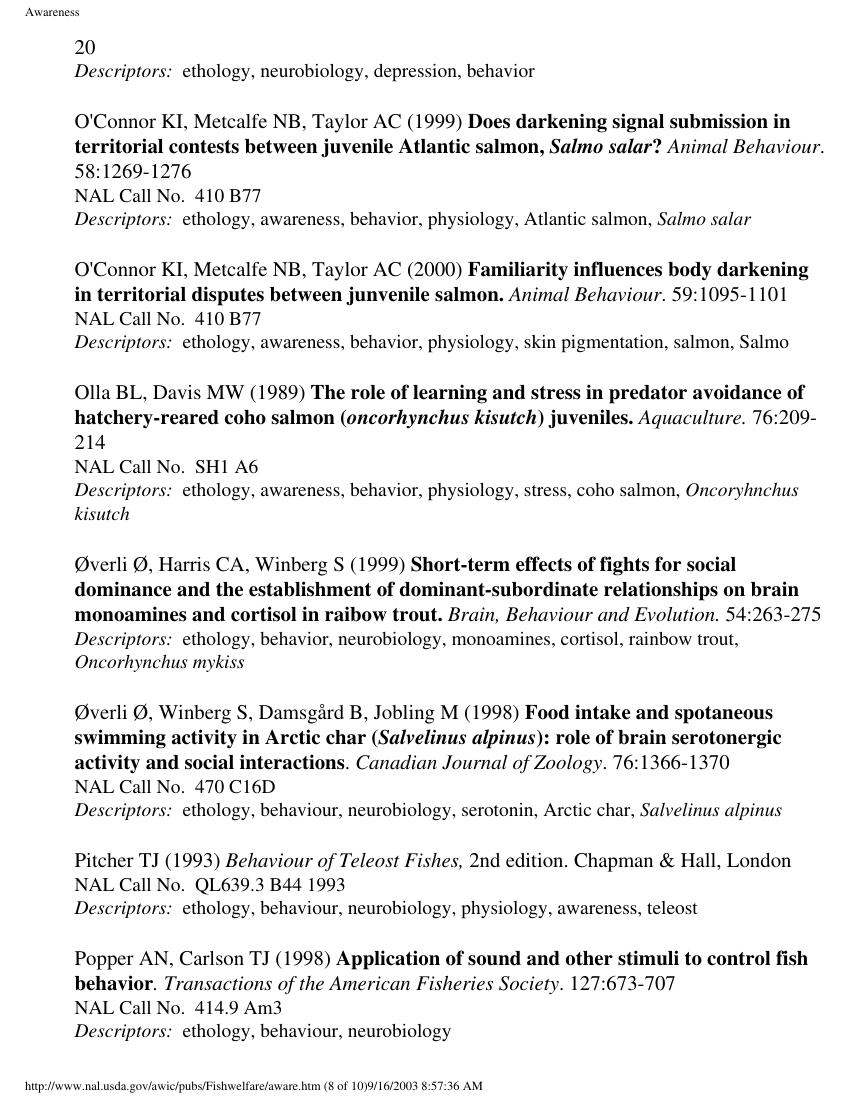 Awareness
20
Descriptors: ethology, neurobiology, depression, behavior
O'Connor KI, Metcalfe NB, Taylor AC (1999) Does darkening signal submission in
territorial contests between juvenile Atlantic salmon, Salmo salar? Animal Behaviour.
58:1269-1276
NAL Call No. 410 B77
Descriptors: ethology, awareness, behavior, physiology, Atlantic salmon, Salmo salar
O'Connor KI, Metcalfe NB, Taylor AC (2000) Familiarity influences body darkening
in territorial disputes between junvenile salmon. Animal Behaviour. 59:1095-1101
NAL Call No. 410 B77
Descriptors: ethology, awareness, behavior, physiology, skin pigmentation, salmon, Salmo
Olla BL, Davis MW (1989) The role of learning and stress in predator avoidance of
hatchery-reared coho salmon (oncorhynchus kisutch) juveniles. Aquaculture. 76:209-
214
NAL Call No. SH1 A6
Descriptors: ethology, awareness, behavior, physiology, stress, coho salmon, Oncoryhnchus
kisutch
Øverli Ø, Harris CA, Winberg S (1999) Short-term effects of fights for social
dominance and the establishment of dominant-subordinate relationships on brain
monoamines and cortisol in raibow trout. Brain, Behaviour and Evolution. 54:263-275
Descriptors: ethology, behavior, neurobiology, monoamines, cortisol, rainbow trout,
Oncorhynchus mykiss
Øverli Ø, Winberg S, Damsgård B, Jobling M (1998) Food intake and spotaneous
swimming activity in Arctic char (Salvelinus alpinus): role of brain serotonergic
activity and social interactions. Canadian Journal of Zoology. 76:1366-1370
NAL Call No. 470 C16D
Descriptors: ethology, behaviour, neurobiology, serotonin, Arctic char, Salvelinus alpinus
Pitcher TJ (1993) Behaviour of Teleost Fishes, 2nd edition. Chapman & Hall, London
NAL Call No. QL639.3 B44 1993
Descriptors: ethology, behaviour, neurobiology, physiology, awareness, teleost
Popper AN, Carlson TJ (1998) Application of sound and other stimuli to control fish
behavior. Transactions of the American Fisheries Society. 127:673-707
NAL Call No. 414.9 Am3
Descriptors: ethology, behaviour, neurobiology
http://www.nal.usda.gov/awic/pubs/Fishwelfare/aware.htm (8 of 10)9/16/2003 8:57:36 AM